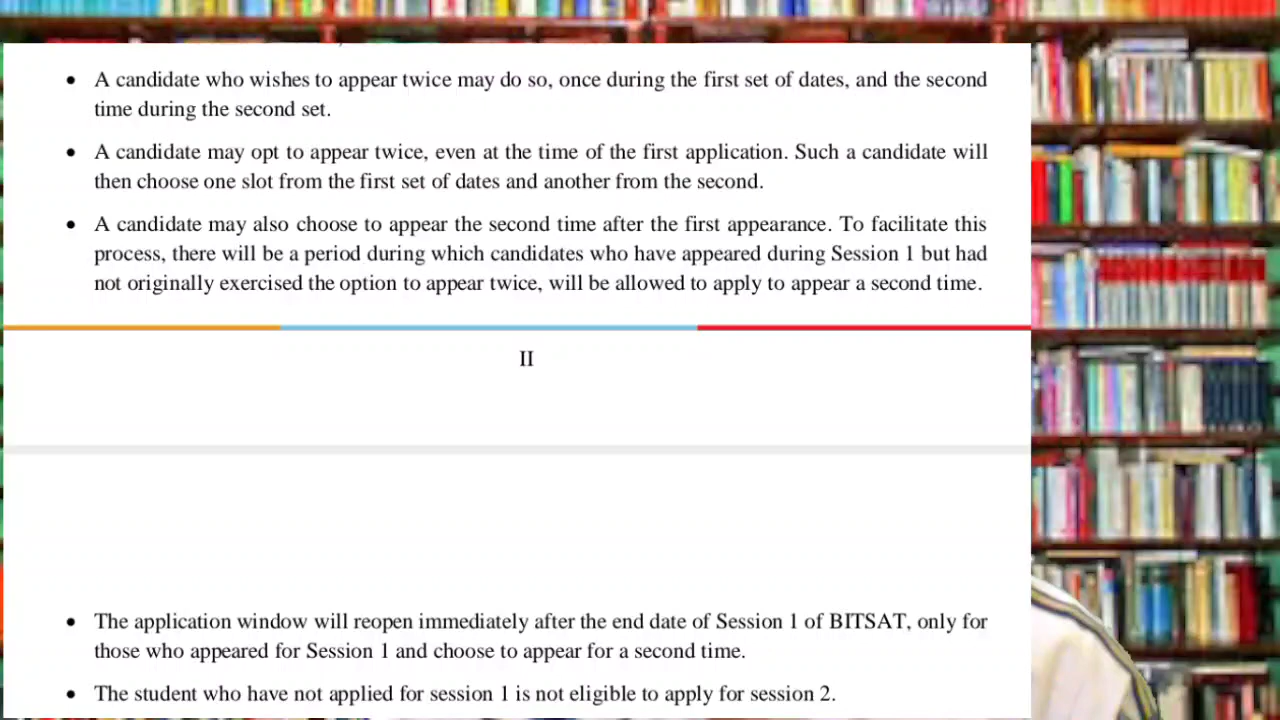 • A candidate who wishes to appear twice may do so, once during the first set of dates, and the second
time during the second set.
• A candidate may opt to appear twice, even at the time of the first application. Such a candidate will
then choose one slot from the first set of dates and another from the second.
• A candidate may also choose to appear the second time after the first appearance. To facilitate this
process, there will be a period during which candidates who have appeared during Session 1 but had
not originally exercised the option to appear twice, will be allowed to apply to appear a second time.
II
• The application window will reopen immediately after the end date of Session 1 of BITSAT, only for
those who appeared for Session 1 and choose to appear for a second time.
• The student who have not applied for session 1 is not eligible to apply for session 2.